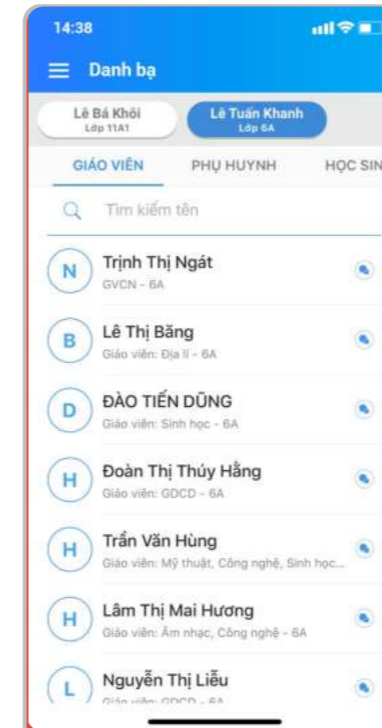 14:38
Danh bạ
Lê Bá Khôi
Lớp 11A1
Lê Tuấn Khanh
Lớp 6A
GIÁO VIÊN PHỤ HUYNH HỌC SIN
Tìm kiếm tên
N
Trịnh Thị Ngát
GVCN - 6A
B
Lê Thị Băng
Giáo viên: Địa lí - 6A
D
ĐÀO TIẾN DŨNG
Giáo viên: Sinh học - 6A
H
Đoàn Thị Thúy Hằng
Giáo viên: GDCD - 6A
H
Trần Văn Hùng
Giáo viên: Mỹ thuật, Công nghệ, Sinh học...
H
Lâm Thị Mai Hương
Giáo viên: Âm nhạc, Công nghệ - 6A
L
Nguyễn Thị Liễu
Giáo viên: GDCD - 6A